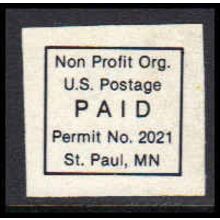 Non Profit Org.
U.S. Postage
PAID
Permit No. 2021
St. Paul, MN